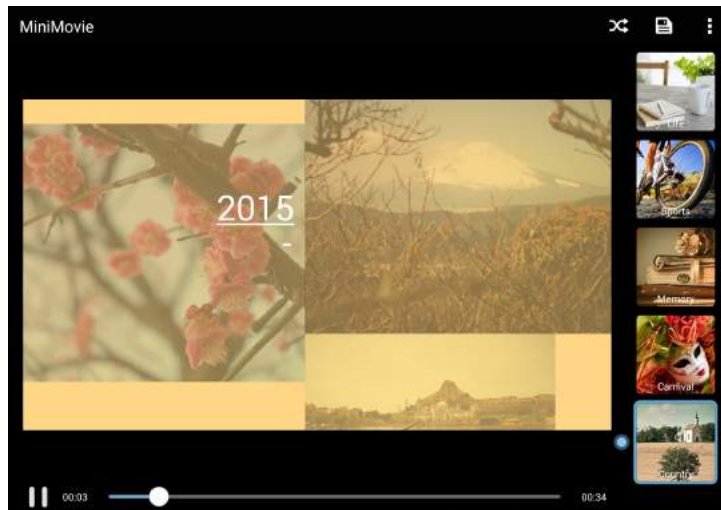 MiniMovie
2015
-
Life
Sports
Memory
Carnival
Country
00:03
00:34